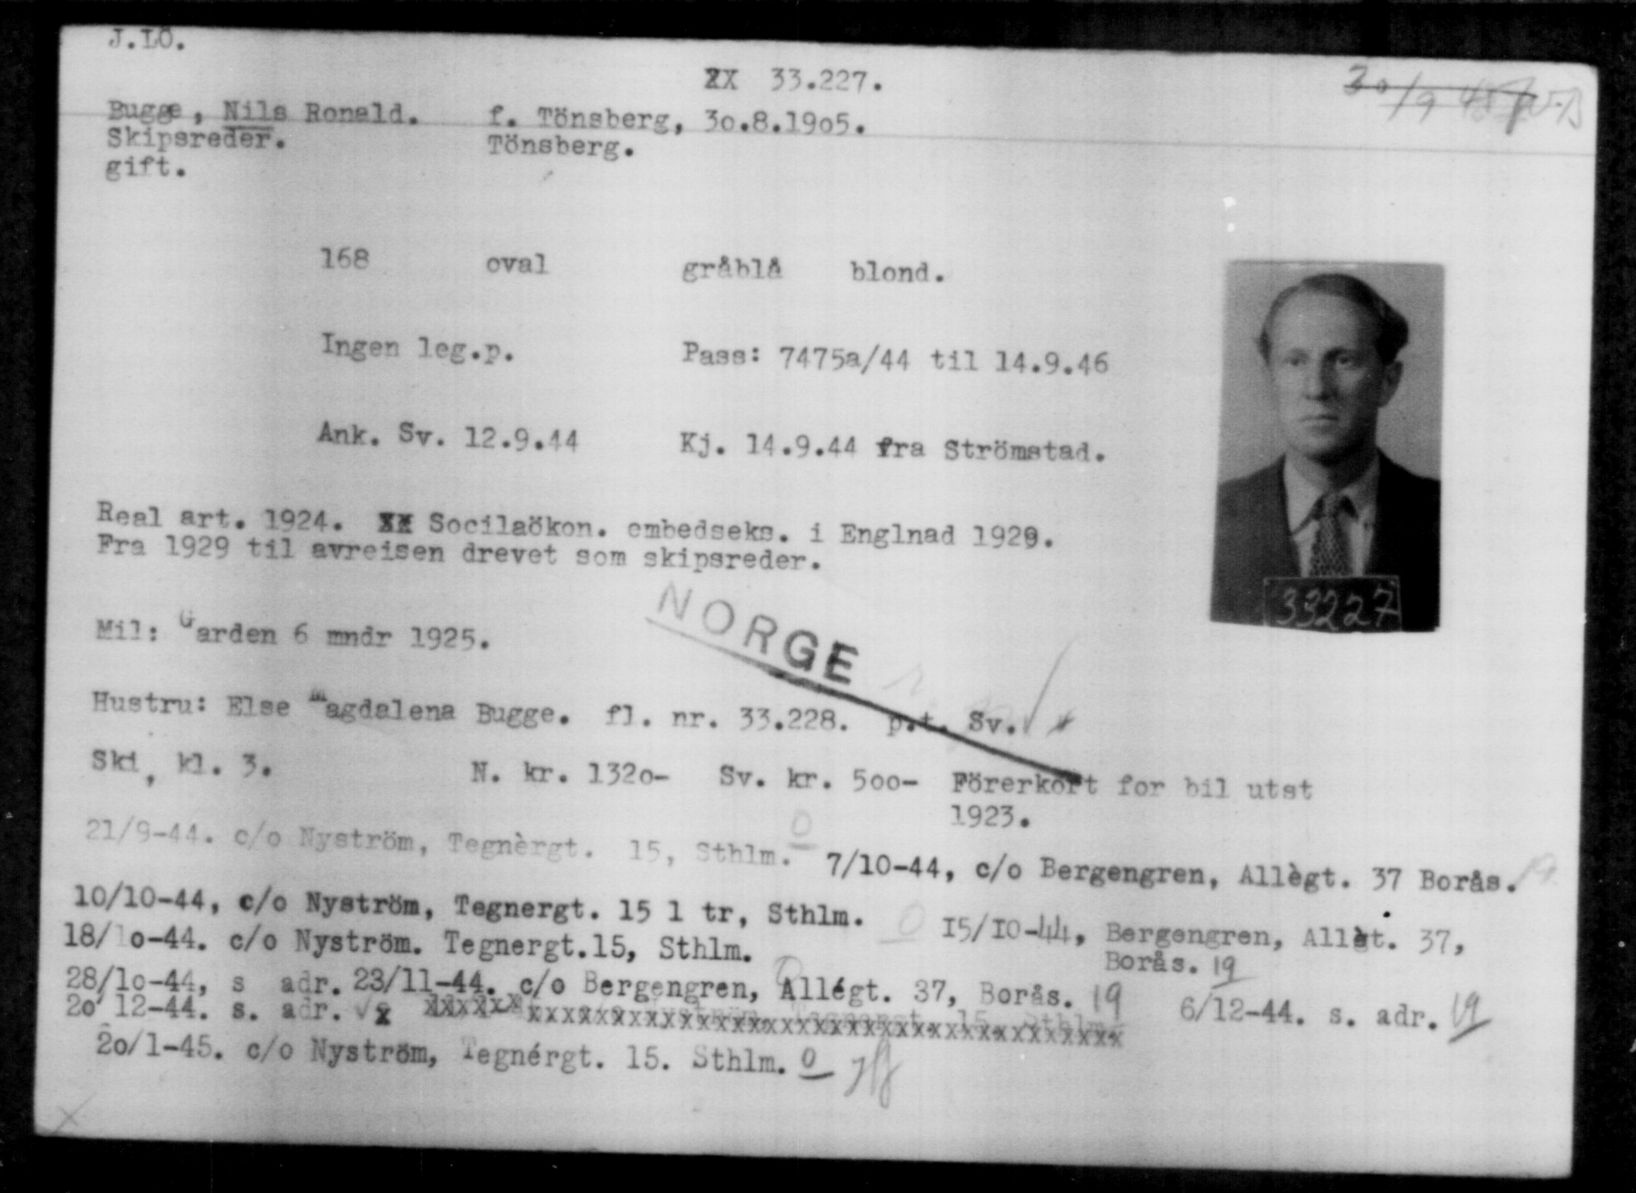 J.LÖ.
XX 33.227.
30/9 45
Bugge, Nils Ronald. f. Tönsberg, 3o.8.19o5.
Skipsreder. Tönsberg.
gift.
168 oval gråblå blond.
Ingen leg.p. Pass: 7475a/44 til 14.9.46
Ank. Sv. 12.9.44 Kj. 14.9.44 fra Strömstad.
33227
Real art. 1924. XX Socilaökon. embedseks. i Englnad 1929.
Fra 1929 til avreisen drevet som skipsreder.
NORGE
Mil: Garden 6 mndr 1925.
Hustru: Else Magdalena Bugge. fl. nr. 33.228. p.t. Sv.
Ski, kl. 3. N. kr. 132o- Sv. kr. 5oo- Förerkort for bil utst
1923.
21/9-44. c/o Nyström, Tegnèrgt. 15, Sthlm. 0
7/10-44, c/o Bergengren, Allègt. 37 Borås. 19
10/10-44, c/o Nyström, Tegnergt. 15 1 tr, Sthlm. 0
15/10-44, Bergengren, Allèt. 37,
Borås. 19
18/1o-44. c/o Nyström. Tegnergt.15, Sthlm. 0
28/1o-44, s adr. 23/11-44. c/o Bergengren, Allégt. 37, Borås. 19
6/12-44. s. adr. 19
2o 12-44. s. adr.
2o/1-45. c/o Nyström, Tegnérgt. 15. Sthlm. 0